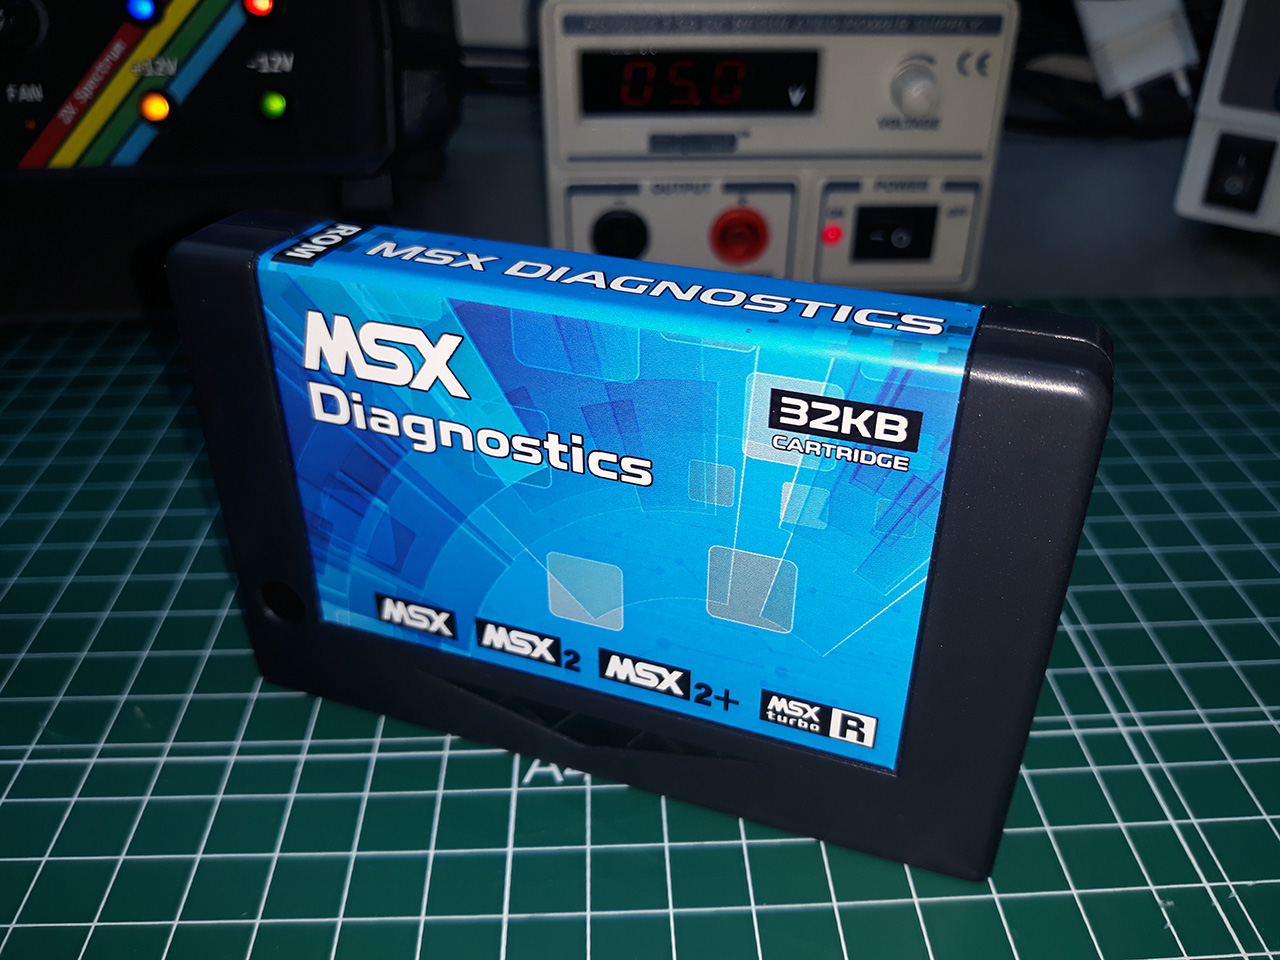 +12V
-12V
FAN
ZX Spectrum
05.0
V
VOLTAGE
CE
OUTPUT
POWER
ON
OFF
ROM
MSX DIAGNOSTICS
MSX
Diagnostics
32KB
CARTRIDGE
MSX
MSX 2
MSX 2+
MSX
turbo R
A4